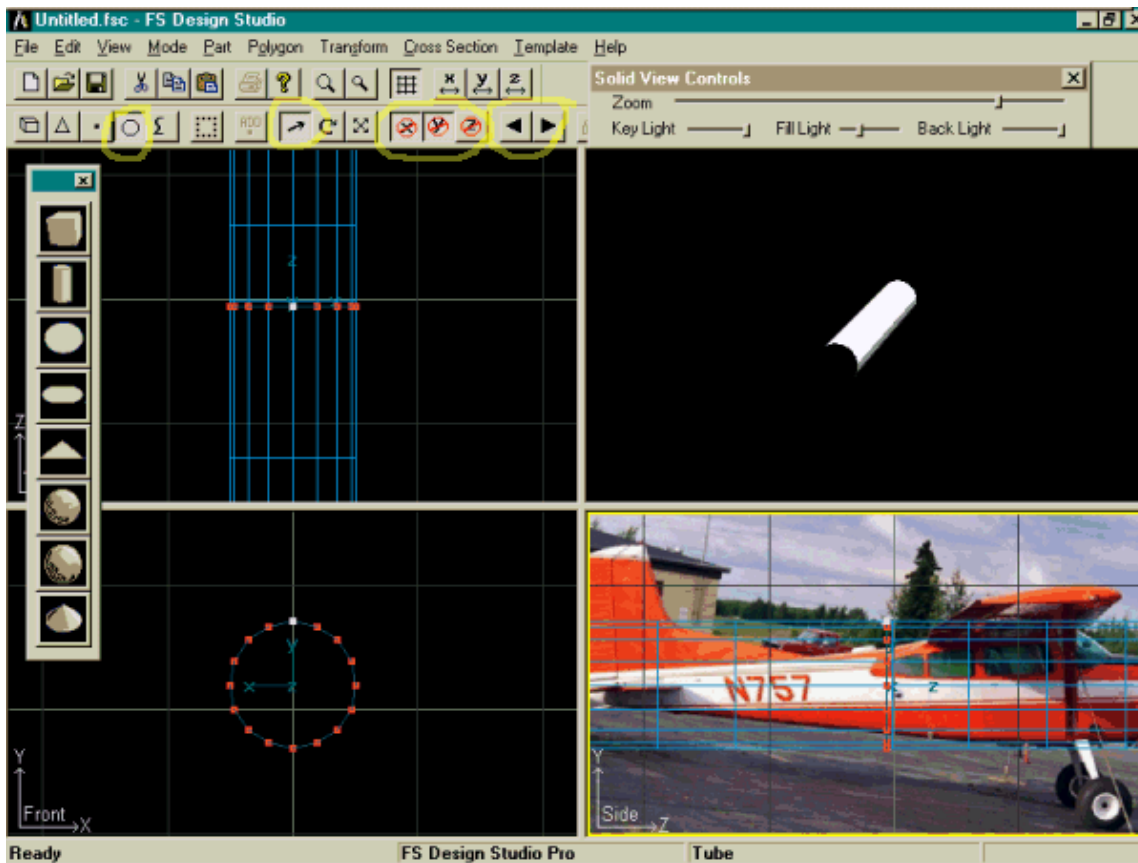 Untitled.fsc - FS Design Studio
File Edit View Mode Part Polygon Transform Cross Section Template Help
x y z
Solid View Controls
Zoom
Key Light Fill Light Back Light
ADD
x y z
z
Z
y
x z
Y
Front X
N757
z
Y
Side Z
Ready FS Design Studio Pro Tube